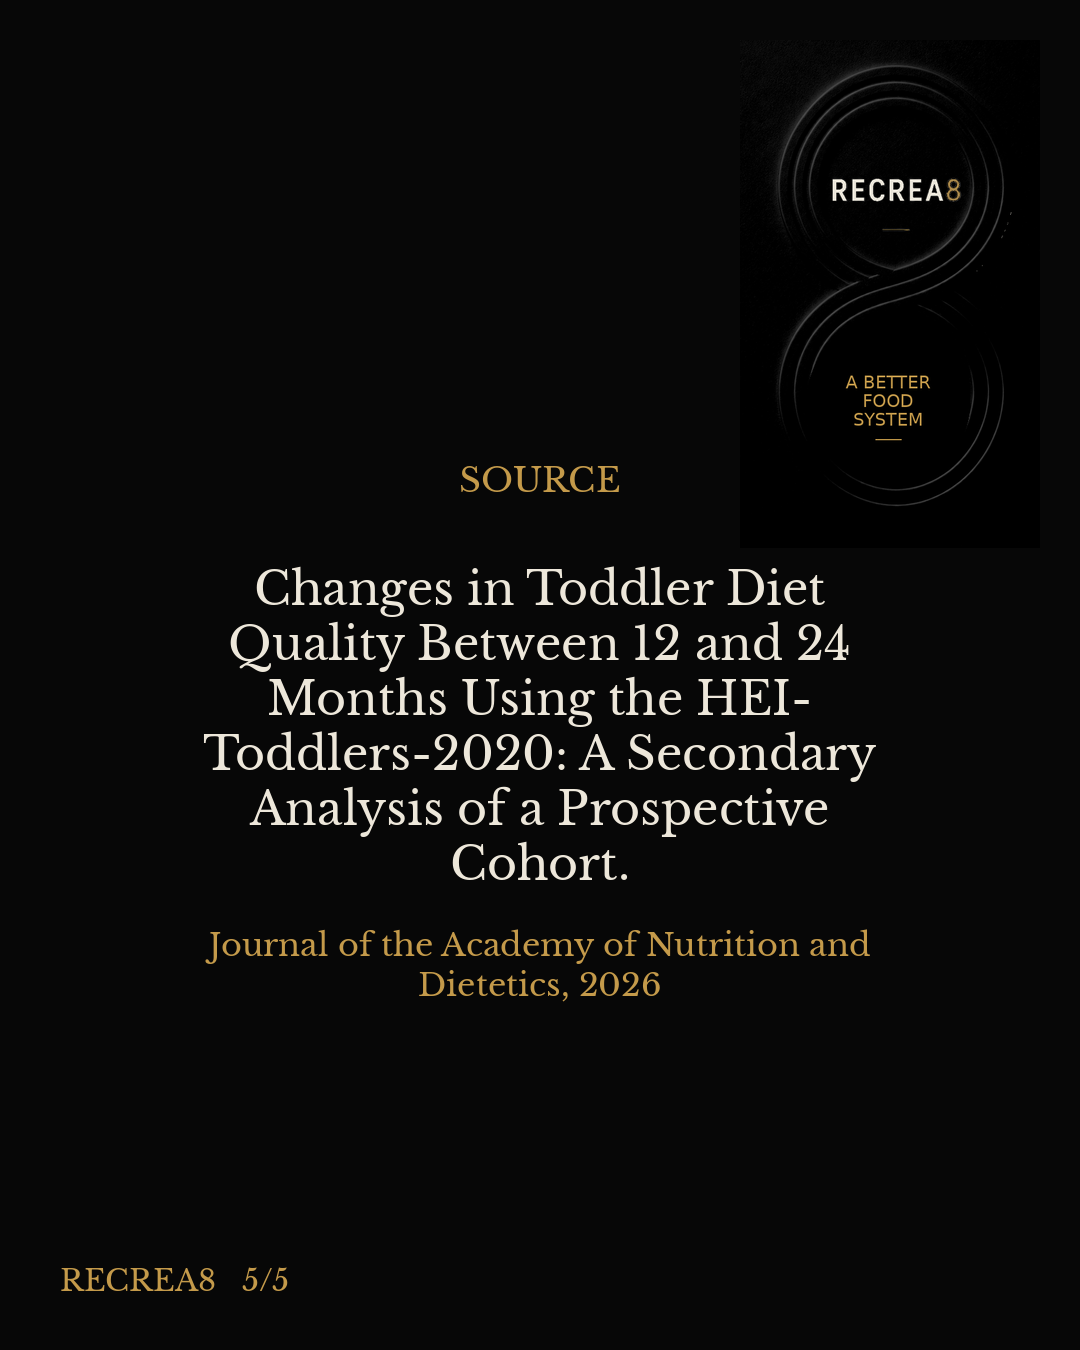 RECREA8
A BETTER
FOOD
SYSTEM
SOURCE
Changes in Toddler Diet
Quality Between 12 and 24
Months Using the HEI-
Toddlers-2020: A Secondary
Analysis of a Prospective
Cohort.
Journal of the Academy of Nutrition and
Dietetics, 2026
RECREA8 5/5